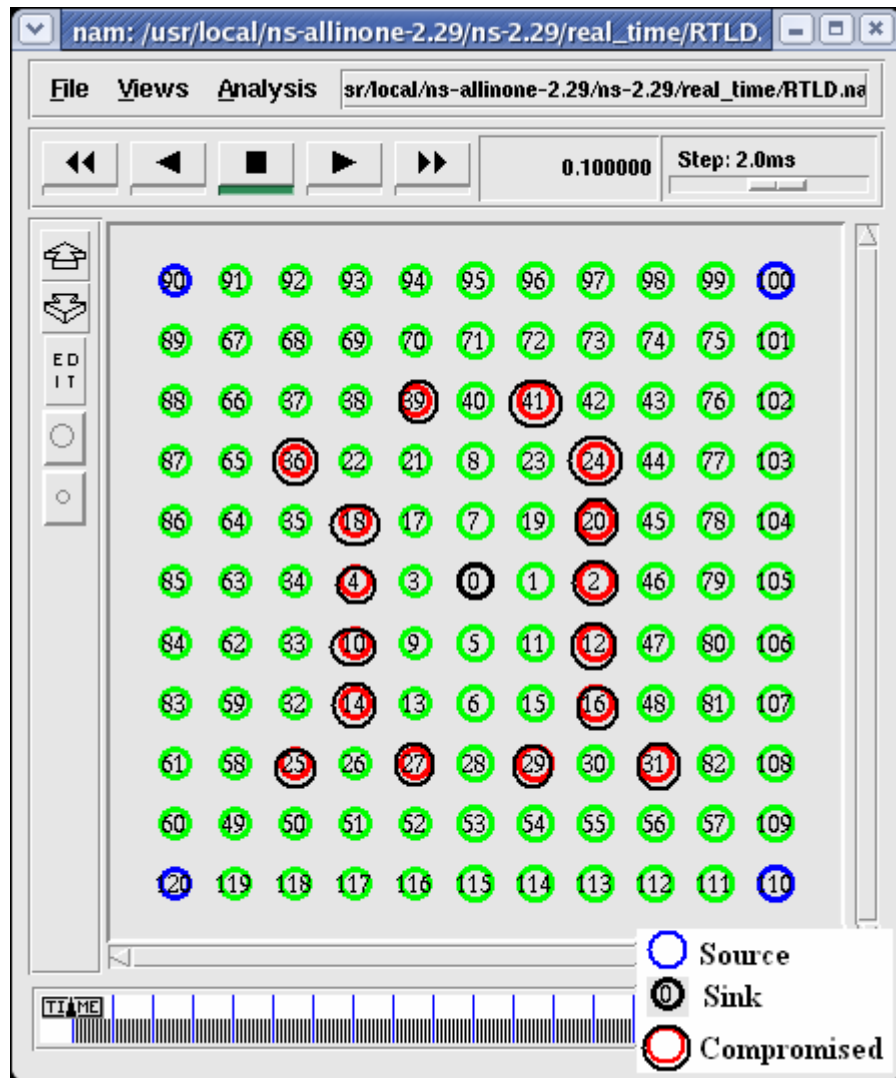 nam: /usr/local/ns-allinone-2.29/ns-2.29/real_time/RTLD.
File Views Analysis sr/local/ns-allinone-2.29/ns-2.29/real_time/RTLD.na
0.100000 Step: 2.0ms
E D
I T
90 91 92 93 94 95 96 97 98 99 100
89 67 68 69 70 71 72 73 74 75 101
88 66 37 38 39 40 41 42 43 76 102
87 65 36 22 21 8 23 24 44 77 103
86 64 35 18 17 7 19 20 45 78 104
85 63 34 4 3 0 1 2 46 79 105
84 62 33 10 9 5 11 12 47 80 106
83 59 32 14 13 6 15 16 48 81 107
61 58 25 26 27 28 29 30 31 82 108
60 49 50 51 52 53 54 55 56 57 109
120 119 118 117 116 115 114 113 112 111 110
Source
0 Sink
Compromised
TIME